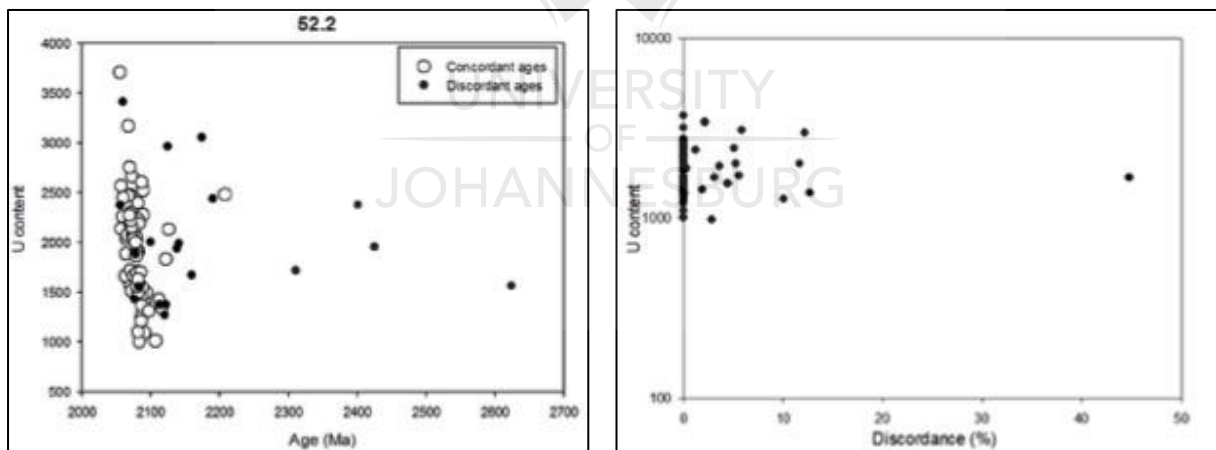 52.2
4000
3500
3000
2500
2000
1500
1000
500
U content
Concordant ages
Discordant ages
2000 2100 2200 2300 2400 2500 2600 2700
Age (Ma)
10000
1000
100
U content
0 10 20 30 40 50
Discordance (%)
UNIVERSITY
OF
JOHANNESBURG